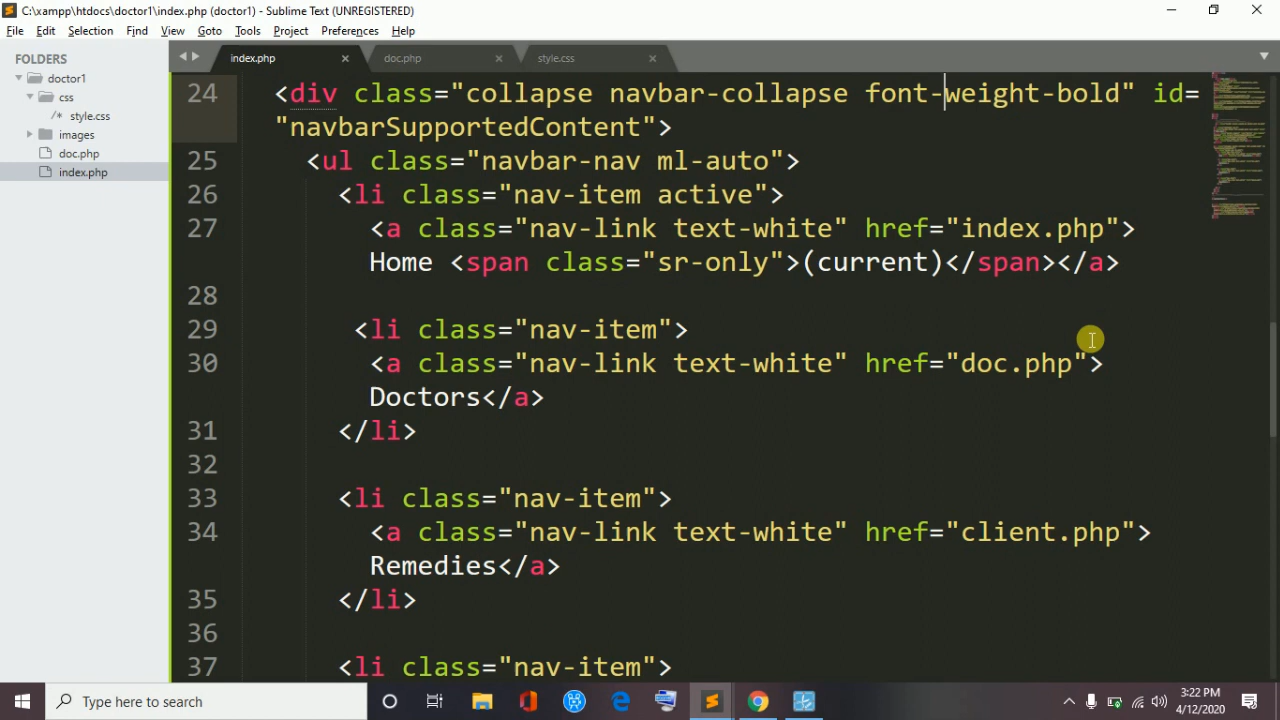 C:\xampp\htdocs\doctor1\index.php (doctor1) - Sublime Text (UNREGISTERED)
File Edit Selection Find View Goto Tools Project Preferences Help
FOLDERS
doctor1
css
/* style.css
images
doc.php
index.php
index.php × doc.php × style.css ×
24 <div class="collapse navbar-collapse font-weight-bold" id=
"navbarSupportedContent">
25 <ul class="navbar-nav ml-auto">
26 <li class="nav-item active">
27 <a class="nav-link text-white" href="index.php">
Home <span class="sr-only">(current)</span></a>
28
29 <li class="nav-item">
30 <a class="nav-link text-white" href="doc.php">
Doctors</a>
31 </li>
32
33 <li class="nav-item">
34 <a class="nav-link text-white" href="client.php">
Remedies</a>
35 </li>
36
37 <li class="nav-item">
Type here to search
3:22 PM
4/12/2020